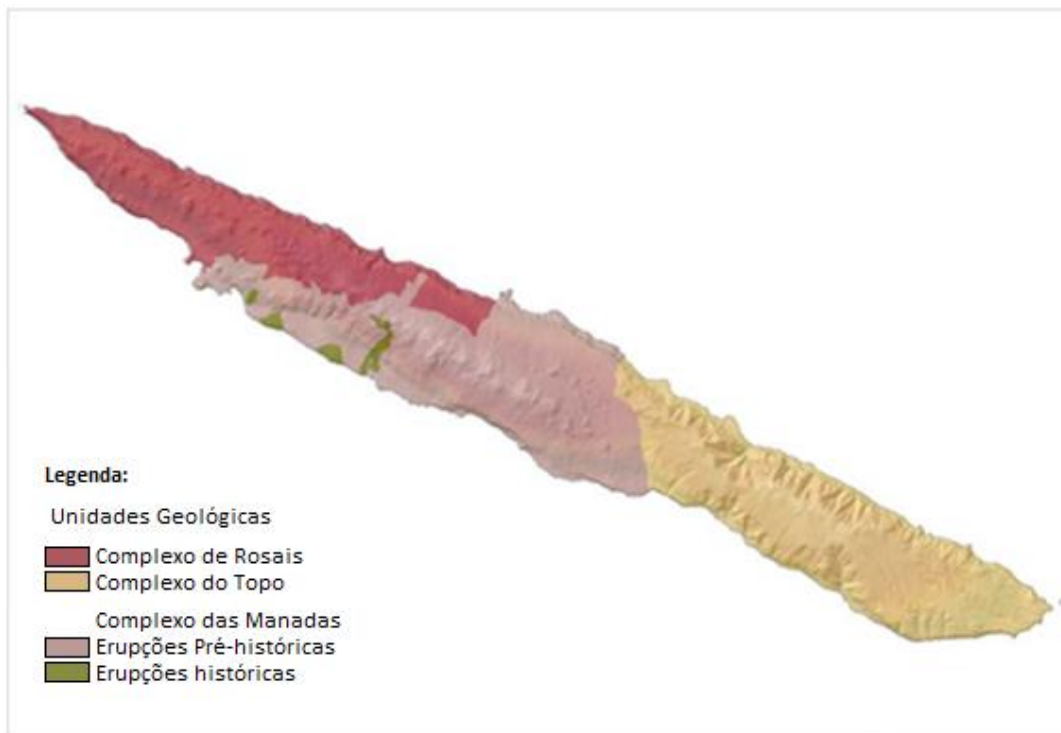 Legenda:
Unidades Geológicas
Complexo de Rosais
Complexo do Topo
Complexo das Manadas
Erupções Pré-históricas
Erupções históricas